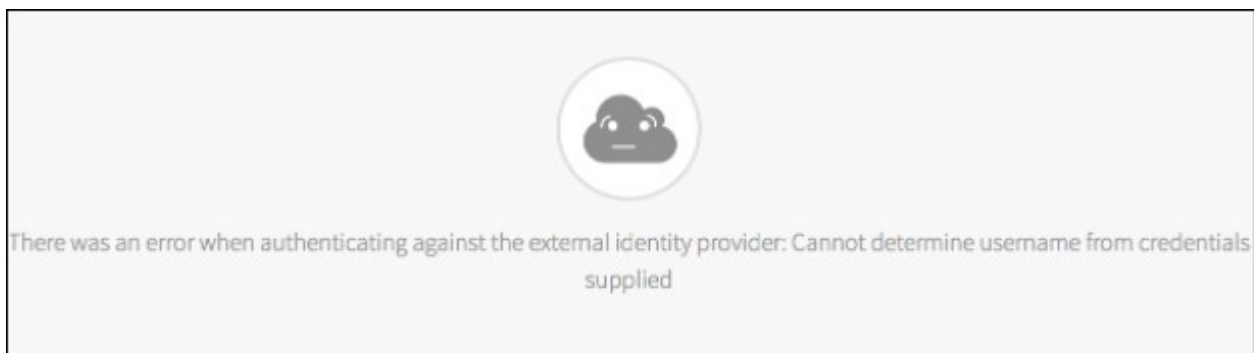 There was an error when authenticating against the external identity provider: Cannot determine username from credentials
supplied